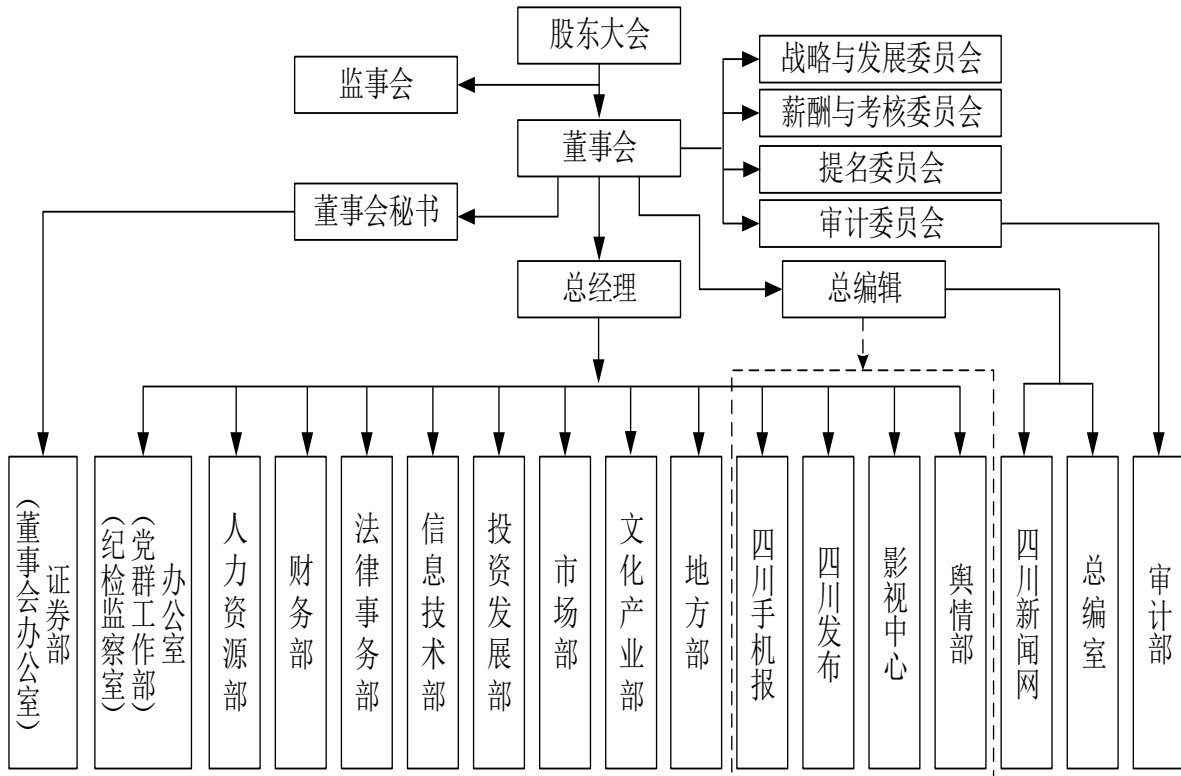 股东大会
监事会
董事会
战略与发展委员会
薪酬与考核委员会
提名委员会
审计委员会
董事会秘书
总经理
总编辑
证券部
(董事会办公室)
办公室
(党群工作部)
(纪检监察室)
人力资源部
财务部
法律事务部
信息技术部
投资发展部
市场部
文化产业部
地方部
四川手机报
四川发布
影视中心
舆情部
四川新闻网
总编室
审计部